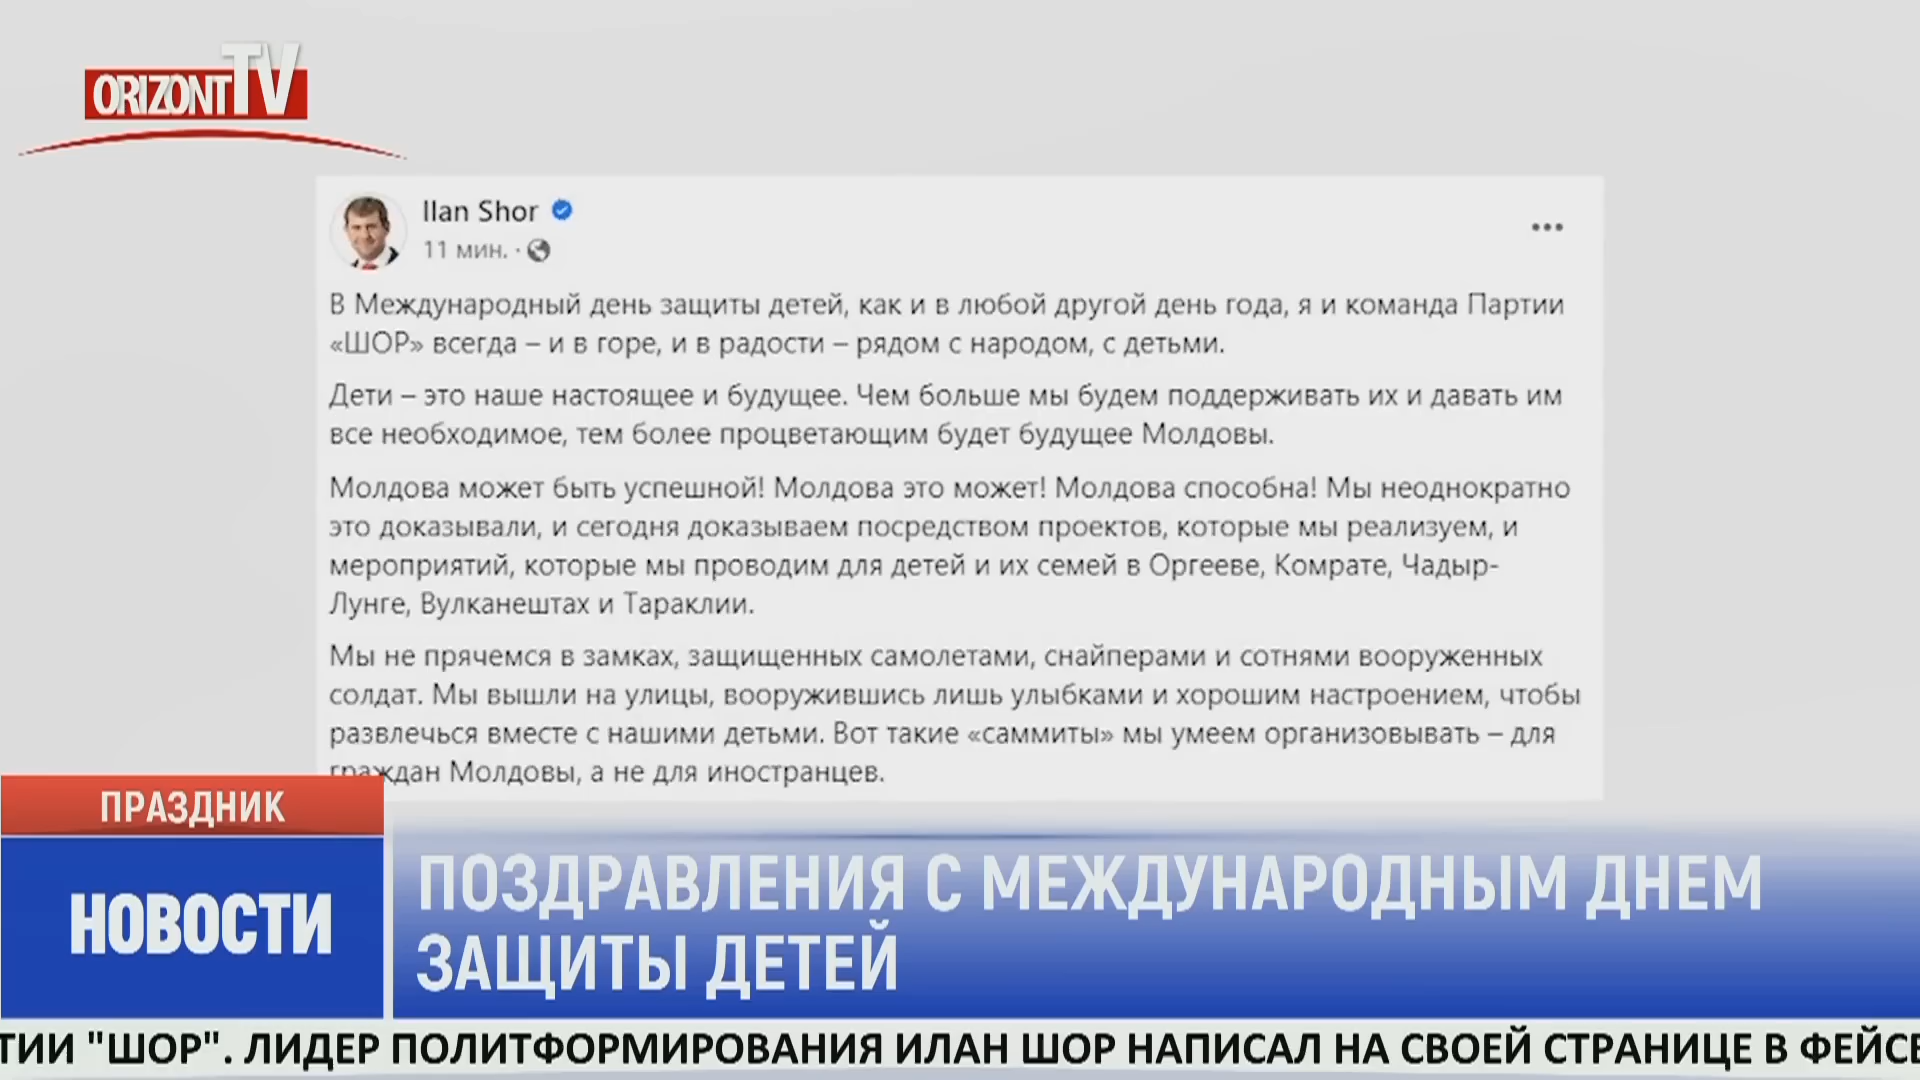 ORIZONT TV
Ilan Shor
11 мин. ·
В Международный день защиты детей, как и в любой другой день года, я и команда Партии
«ШОР» всегда – и в горе, и в радости – рядом с народом, с детьми.
Дети – это наше настоящее и будущее. Чем больше мы будем поддерживать их и давать им
все необходимое, тем более процветающим будет будущее Молдовы.
Молдова может быть успешной! Молдова это может! Молдова способна! Мы неоднократно
это доказывали, и сегодня доказываем посредством проектов, которые мы реализуем, и
мероприятий, которые мы проводим для детей и их семей в Оргееве, Комрате, Чадыр-
Лунге, Вулканештах и Тараклии.
Мы не прячемся в замках, защищенных самолетами, снайперами и сотнями вооруженных
солдат. Мы вышли на улицы, вооружившись лишь улыбками и хорошим настроением, чтобы
развлечься вместе с нашими детьми. Вот такие «саммиты» мы умеем организовывать – для
граждан Молдовы, а не для иностранцев.
ПРАЗДНИК
НОВОСТИ
ПОЗДРАВЛЕНИЯ С МЕЖДУНАРОДНЫМ ДНЕМ
ЗАЩИТЫ ДЕТЕЙ
ТИИ "ШОР". ЛИДЕР ПОЛИТФОРМИРОВАНИЯ ИЛАН ШОР НАПИСАЛ НА СВОЕЙ СТРАНИЦЕ В ФЕЙСЕ